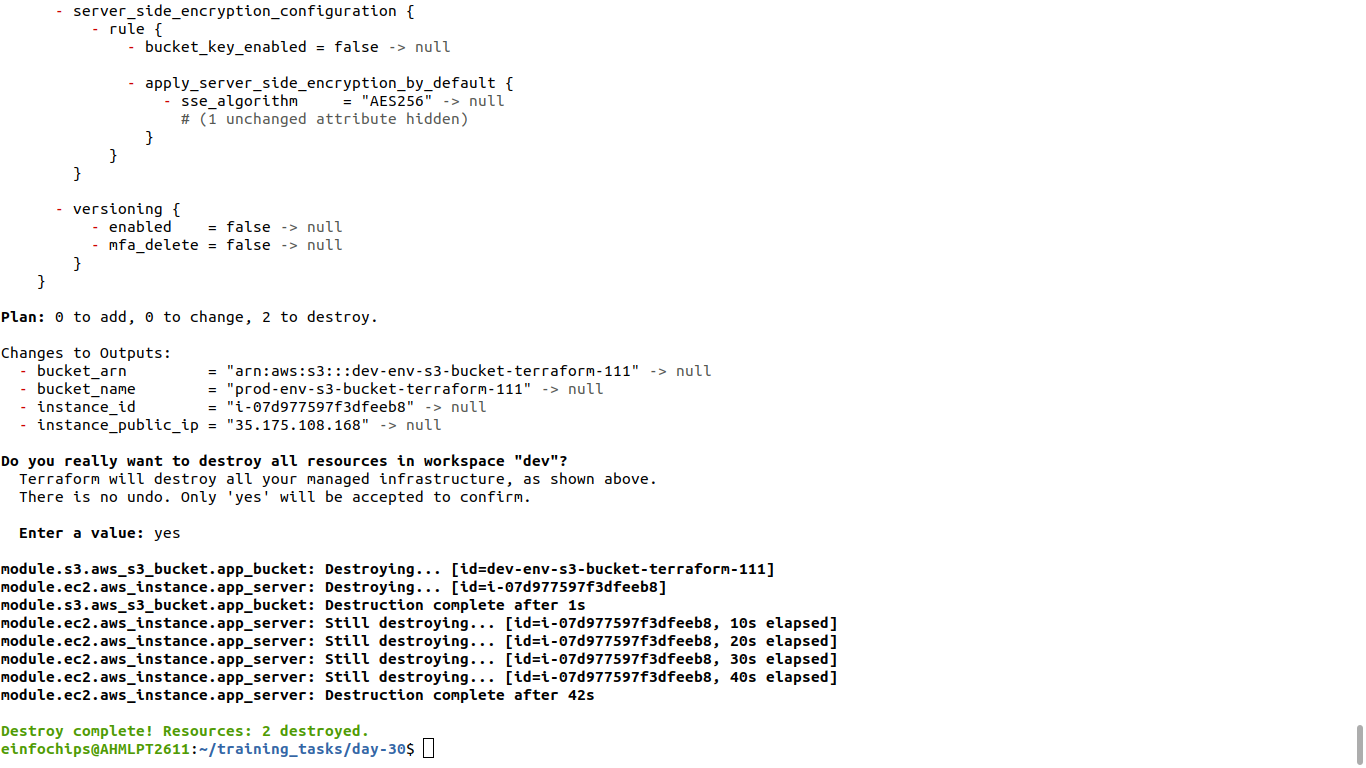 - server_side_encryption_configuration {
- rule {
- bucket_key_enabled = false -> null
- apply_server_side_encryption_by_default {
- sse_algorithm     = "AES256" -> null
# (1 unchanged attribute hidden)
}
}
}
- versioning {
- enabled    = false -> null
- mfa_delete = false -> null
}
}
Plan: 0 to add, 0 to change, 2 to destroy.
Changes to Outputs:
- bucket_arn         = "arn:aws:s3:::dev-env-s3-bucket-terraform-111" -> null
- bucket_name        = "prod-env-s3-bucket-terraform-111" -> null
- instance_id        = "i-07d977597f3dfeeb8" -> null
- instance_public_ip = "35.175.108.168" -> null
Do you really want to destroy all resources in workspace "dev"?
Terraform will destroy all your managed infrastructure, as shown above.
There is no undo. Only 'yes' will be accepted to confirm.
Enter a value: yes
module.s3.aws_s3_bucket.app_bucket: Destroying... [id=dev-env-s3-bucket-terraform-111]
module.ec2.aws_instance.app_server: Destroying... [id=i-07d977597f3dfeeb8]
module.s3.aws_s3_bucket.app_bucket: Destruction complete after 1s
module.ec2.aws_instance.app_server: Still destroying... [id=i-07d977597f3dfeeb8, 10s elapsed]
module.ec2.aws_instance.app_server: Still destroying... [id=i-07d977597f3dfeeb8, 20s elapsed]
module.ec2.aws_instance.app_server: Still destroying... [id=i-07d977597f3dfeeb8, 30s elapsed]
module.ec2.aws_instance.app_server: Still destroying... [id=i-07d977597f3dfeeb8, 40s elapsed]
module.ec2.aws_instance.app_server: Destruction complete after 42s
Destroy complete! Resources: 2 destroyed.
einfochips@AHMLPT2611:~/training_tasks/day-30$